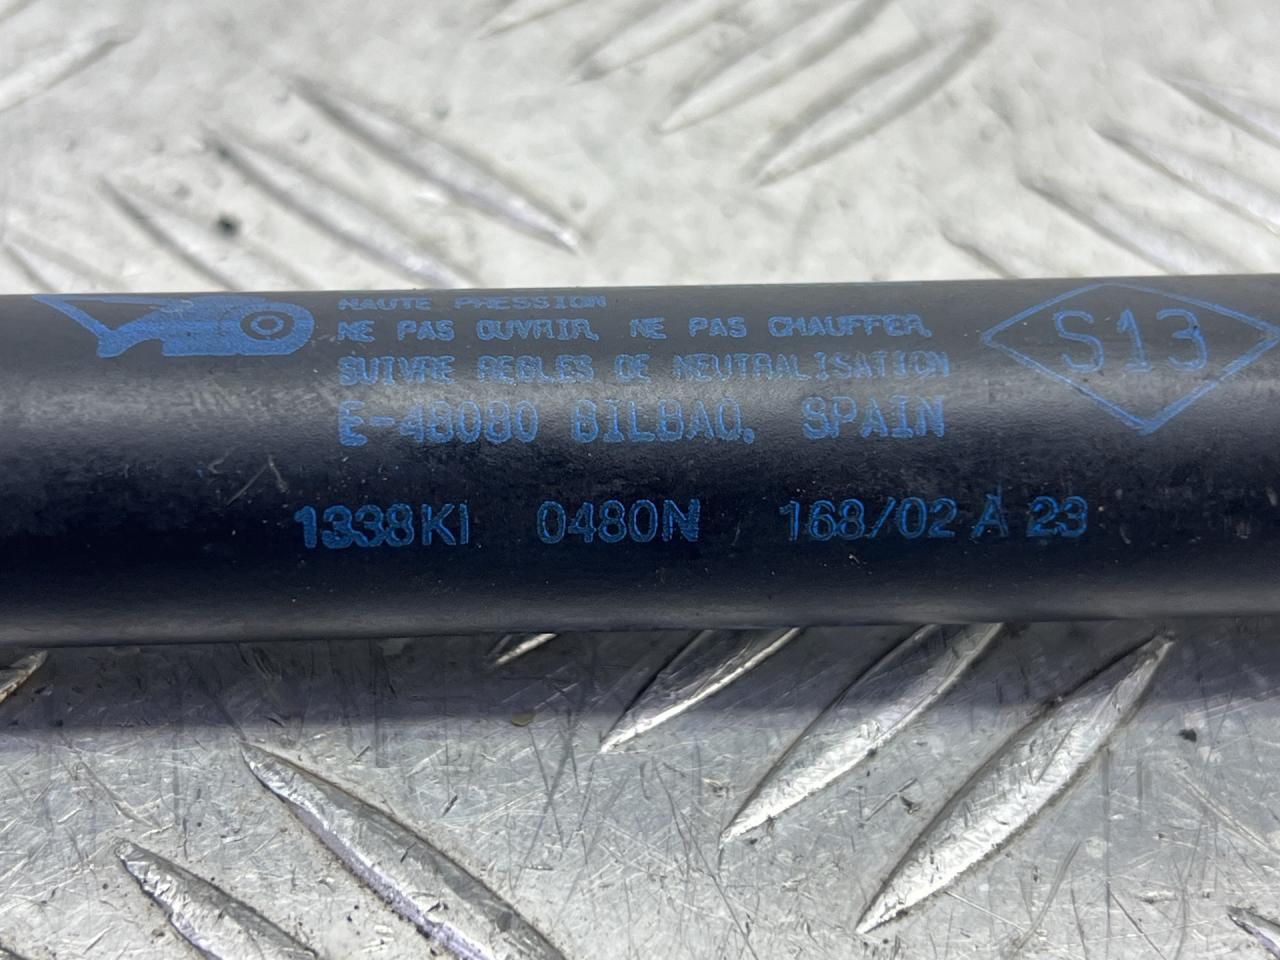 HAUTE PRESSION
NE PAS OUVRIR, NE PAS CHAUFFER,
SUIVRE REGLES DE NEUTRALISATION
E-48080 BILBAO, SPAIN
S13
1338KI 0480N 168/02 A 23